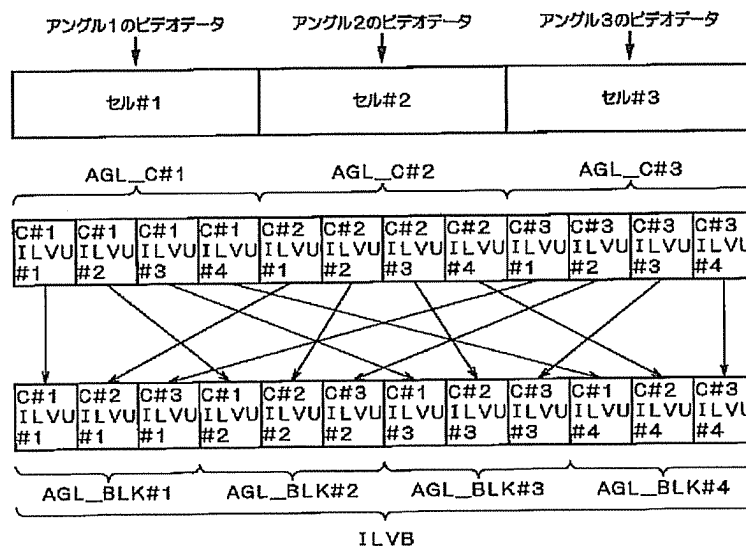 アングル1のビデオデータ アングル2のビデオデータ アングル3のビデオデータ
セル#1 セル#2 セル#3
AGL_C#1 AGL_C#2 AGL_C#3
C#1 C#1 C#1 C#1 C#2 C#2 C#2 C#2 C#3 C#3 C#3 C#3
ILVU ILVU ILVU ILVU ILVU ILVU ILVU ILVU ILVU ILVU ILVU ILVU
#1 #2 #3 #4 #1 #2 #3 #4 #1 #2 #3 #4
C#1 C#2 C#3 C#1 C#2 C#3 C#1 C#2 C#3 C#1 C#2 C#3
ILVU ILVU ILVU ILVU ILVU ILVU ILVU ILVU ILVU ILVU ILVU ILVU
#1 #1 #1 #2 #2 #2 #3 #3 #3 #4 #4 #4
AGL_BLK#1 AGL_BLK#2 AGL_BLK#3 AGL_BLK#4
ILVB